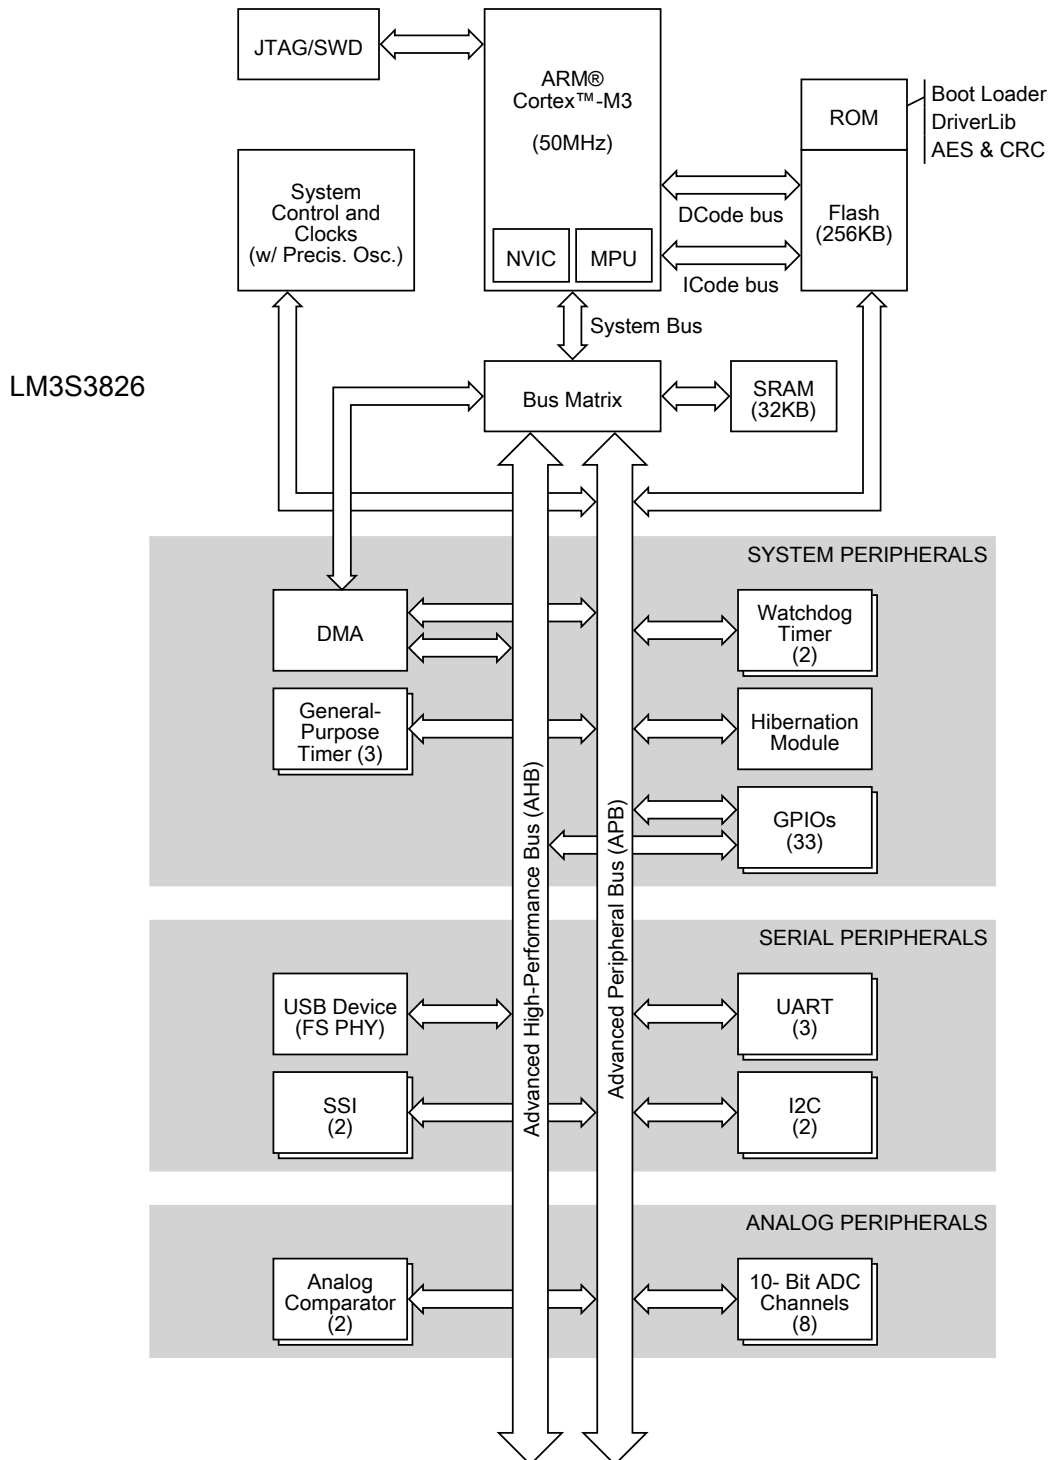 JTAG/SWD
ARM®
Cortex™-M3
(50MHz)
NVIC
MPU
ROM
Boot Loader
DriverLib
AES & CRC
Flash
(256KB)
DCode bus
ICode bus
System
Control and
Clocks
(w/ Precis. Osc.)
System Bus
LM3S3826
Bus Matrix
SRAM
(32KB)
SYSTEM PERIPHERALS
DMA
Watchdog
Timer
(2)
General-
Purpose
Timer (3)
Hibernation
Module
GPIOs
(33)
Advanced High-Performance Bus (AHB)
Advanced Peripheral Bus (APB)
SERIAL PERIPHERALS
USB Device
(FS PHY)
UART
(3)
SSI
(2)
I2C
(2)
ANALOG PERIPHERALS
Analog
Comparator
(2)
10- Bit ADC
Channels
(8)